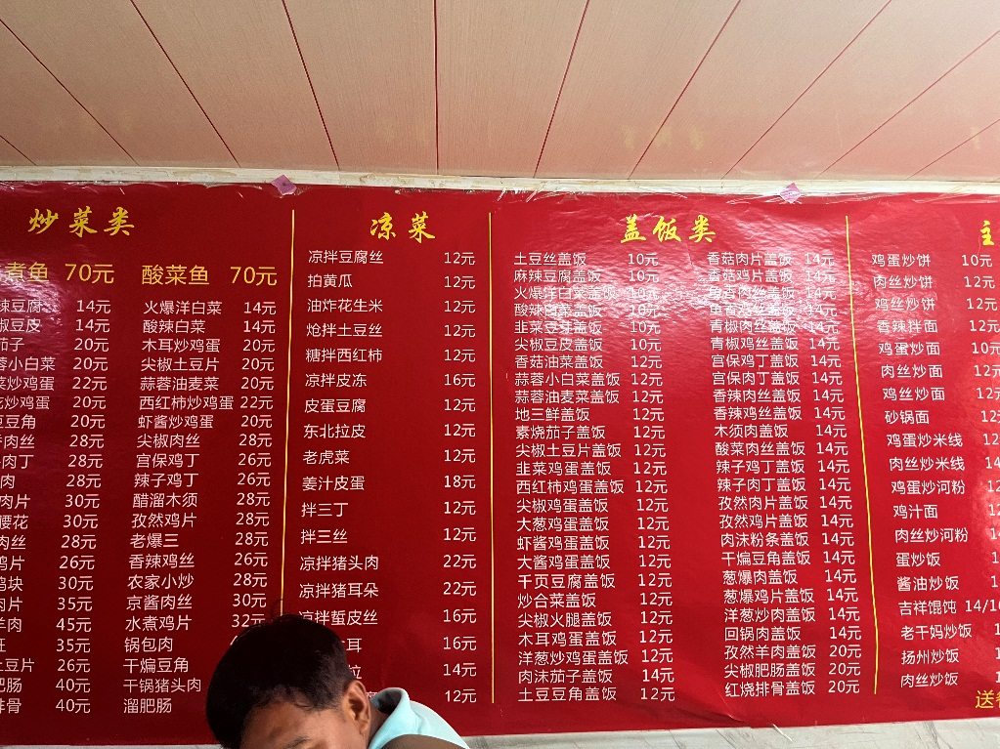 炒菜类
煮鱼 70元
酸菜鱼 70元
辣豆腐 14元
火爆洋白菜 14元
椒豆皮 14元
酸辣白菜 14元
茄子 20元
木耳炒鸡蛋 20元
蓉小白菜 20元
尖椒土豆片 20元
炒鸡蛋 22元
蒜蓉油麦菜 20元
炒鸡蛋 20元
西红柿炒鸡蛋 22元
豆角 20元
虾酱炒鸡蛋 20元
肉丝 28元
尖椒肉丝 28元
肉丁 28元
宫保鸡丁 26元
肉 28元
辣子鸡丁 26元
肉片 30元
醋溜木须 28元
腰花 30元
孜然鸡片 28元
肉丝 28元
老爆三 28元
鸡片 26元
香辣鸡丝 26元
鸡块 30元
农家小炒 28元
肉片 35元
京酱肉丝 30元
羊肉 45元
水煮鸡片 32元
35元
锅包肉
土豆片 26元
干煸豆角
肥肠 40元
干锅猪头肉
排骨 40元
溜肥肠
凉菜
凉拌豆腐丝 12元
拍黄瓜 12元
油炸花生米 12元
炝拌土豆丝 12元
糖拌西红柿 12元
凉拌皮冻 16元
皮蛋豆腐 12元
东北拉皮 12元
老虎菜 12元
姜汁皮蛋 18元
拌三丁 12元
拌三丝 12元
凉拌猪头肉 22元
凉拌猪耳朵 22元
凉拌蜇皮丝 16元
耳 16元
14元
12元
盖饭类
土豆丝盖饭 10元
麻辣豆腐盖饭 10元
火爆洋白菜盖饭 10元
酸辣白菜盖饭 10元
韭菜豆芽盖饭 10元
尖椒豆皮盖饭 10元
香菇油菜盖饭 12元
蒜蓉小白菜盖饭 12元
蒜蓉油麦菜盖饭 12元
地三鲜盖饭 12元
素烧茄子盖饭 12元
尖椒土豆片盖饭 12元
韭菜鸡蛋盖饭 12元
西红柿鸡蛋盖饭 12元
尖椒鸡蛋盖饭 12元
大葱鸡蛋盖饭 12元
虾酱鸡蛋盖饭 12元
大酱鸡蛋盖饭 12元
千页豆腐盖饭 12元
炒合菜盖饭 12元
尖椒火腿盖饭 12元
木耳鸡蛋盖饭 12元
洋葱炒鸡蛋盖饭 12元
肉沫茄子盖饭 14元
土豆豆角盖饭 12元
香菇肉片盖饭 14元
香菇鸡片盖饭 14元
鱼香肉丝盖饭 14元
鱼香鸡丝盖饭 14元
青椒肉丝盖饭 14元
青椒鸡丝盖饭 14元
宫保鸡丁盖饭 14元
宫保肉丁盖饭 14元
香辣肉丝盖饭 14元
香辣鸡丝盖饭 14元
木须肉盖饭 14元
酸菜肉丝盖饭 14元
辣子鸡丁盖饭 14元
辣子肉丁盖饭 14元
孜然肉片盖饭 14元
孜然鸡片盖饭 14元
肉沫粉条盖饭 14元
干煸豆角盖饭 14元
葱爆肉盖饭 14元
葱爆鸡片盖饭 14元
洋葱炒肉盖饭 14元
回锅肉盖饭 14元
孜然羊肉盖饭 20元
尖椒肥肠盖饭 20元
红烧排骨盖饭 20元
主
鸡蛋炒饼 10元
肉丝炒饼 12元
鸡丝炒饼 12元
香辣拌面 12元
鸡蛋炒面 10元
肉丝炒面 12元
鸡丝炒面 12元
砂锅面 12
鸡蛋炒米线 12
肉丝炒米线 14
鸡蛋炒河粉 12
鸡汁面 12
肉丝炒河粉
蛋炒饭
酱油炒饭
吉祥馄饨 14/16
老干妈炒饭
扬州炒饭
肉丝炒饭
送